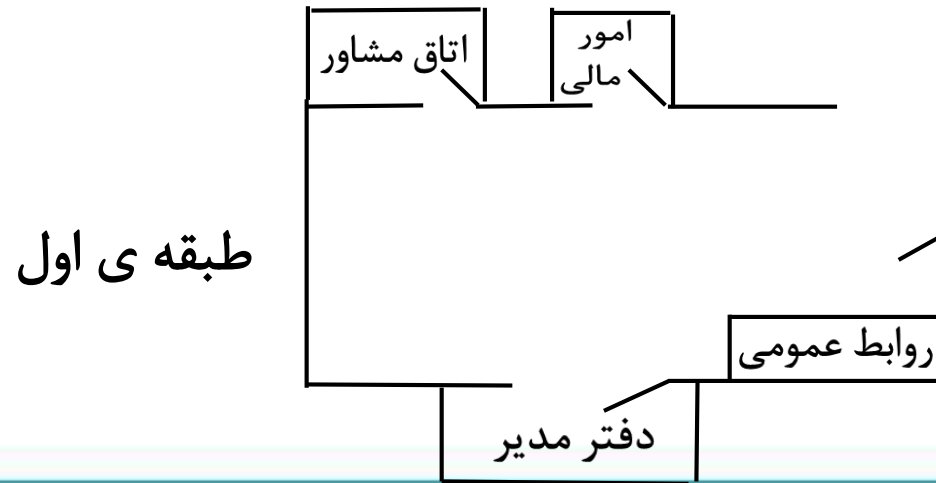 اتاق مشاور
امور
مالی
طبقه ی اول
روابط عمومی
دفتر مدیر